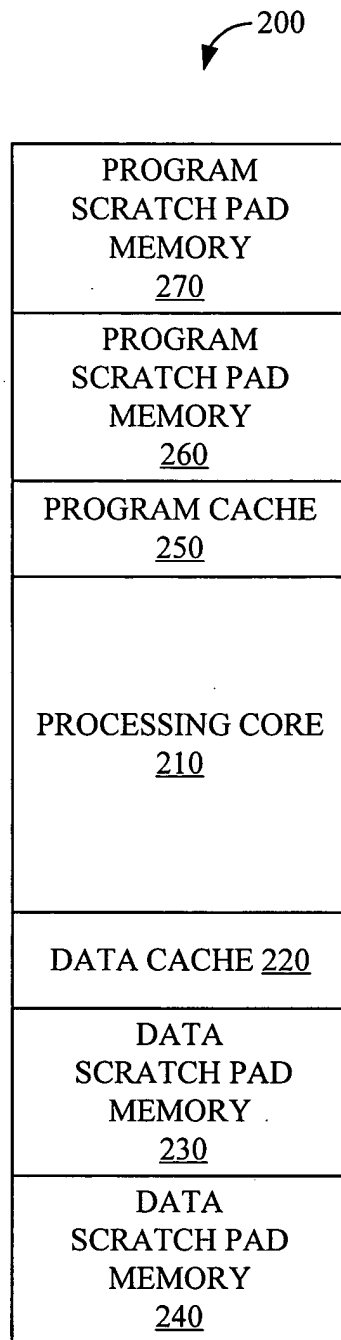 200
PROGRAM
SCRATCH PAD
MEMORY
270
PROGRAM
SCRATCH PAD
MEMORY
260
PROGRAM CACHE
250
PROCESSING CORE
210
DATA CACHE 220
DATA
SCRATCH PAD
MEMORY
230
DATA
SCRATCH PAD
MEMORY
240